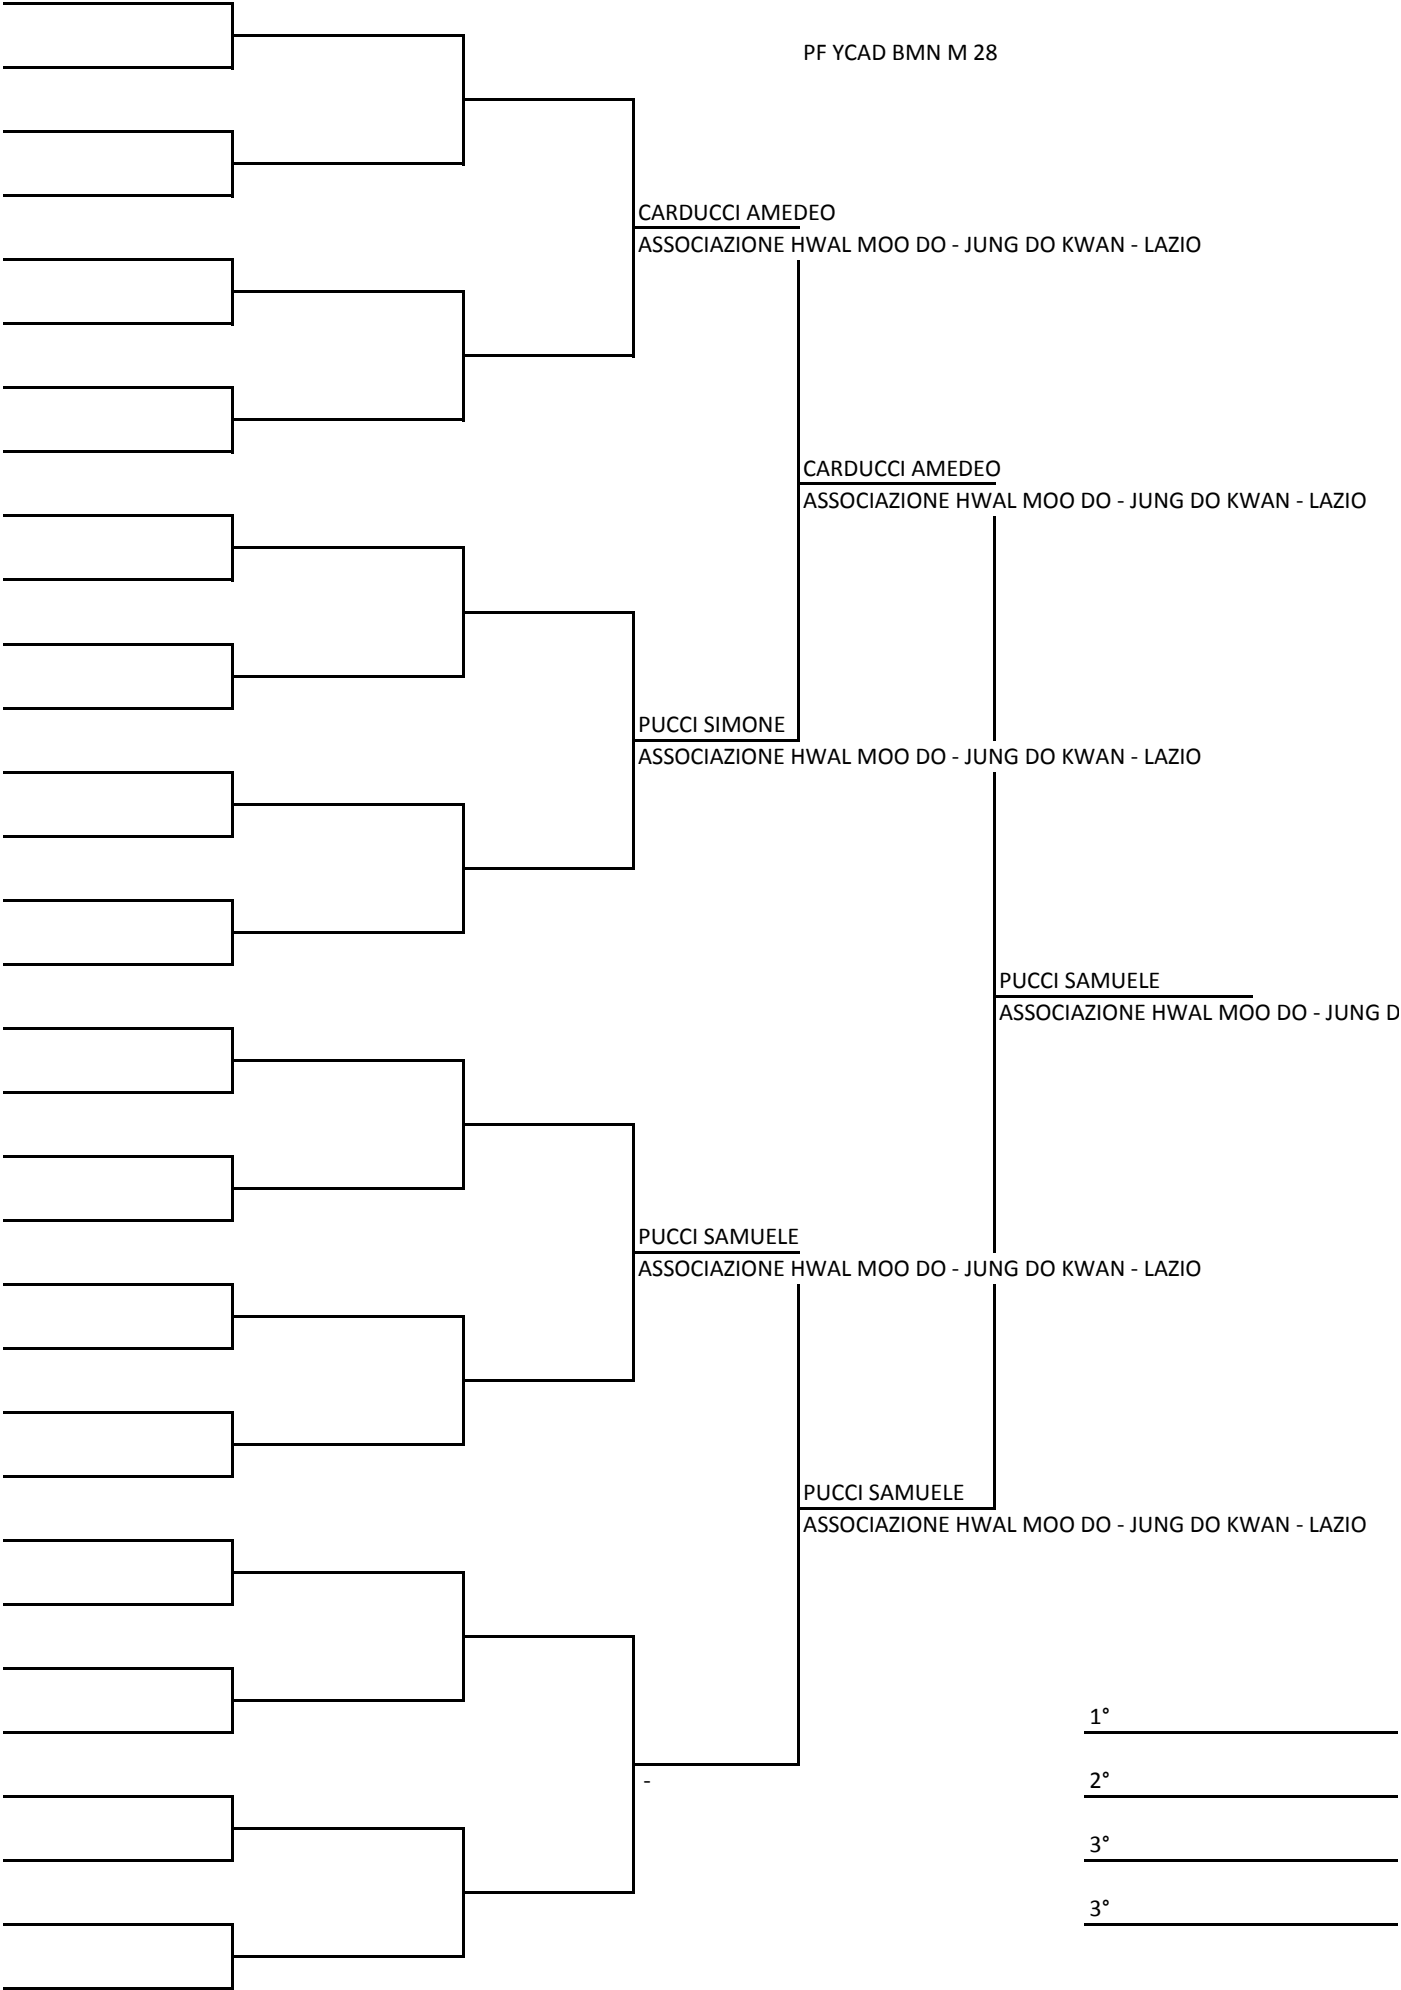 PF YCAD BMN M 28
CARDUCCI AMEDEO
ASSOCIAZIONE HWAL MOO DO - JUNG DO KWAN - LAZIO
CARDUCCI AMEDEO
ASSOCIAZIONE HWAL MOO DO - JUNG DO KWAN - LAZIO
PUCCI SIMONE
ASSOCIAZIONE HWAL MOO DO - JUNG DO KWAN - LAZIO
PUCCI SAMUELE
ASSOCIAZIONE HWAL MOO DO - JUNG D
PUCCI SAMUELE
ASSOCIAZIONE HWAL MOO DO - JUNG DO KWAN - LAZIO
PUCCI SAMUELE
ASSOCIAZIONE HWAL MOO DO - JUNG DO KWAN - LAZIO
1°
-
2°
3°
3°